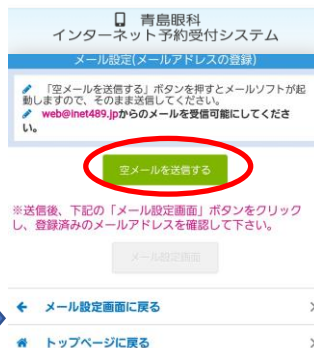 青島眼科
インターネット予約受付システム
メール設定(メールアドレスの登録)
「空メールを送信する」ボタンを押すとメールソフトが起
動しますので、そのまま送信してください。
web@inet489.jpからのメールを受信可能にしてくださ
い。
空メールを送信する
※送信後、下記の「メール設定画面」ボタンをクリック
し、登録済みのメールアドレスを確認して下さい。
メール設定画面
メール設定画面に戻る
トップページに戻る